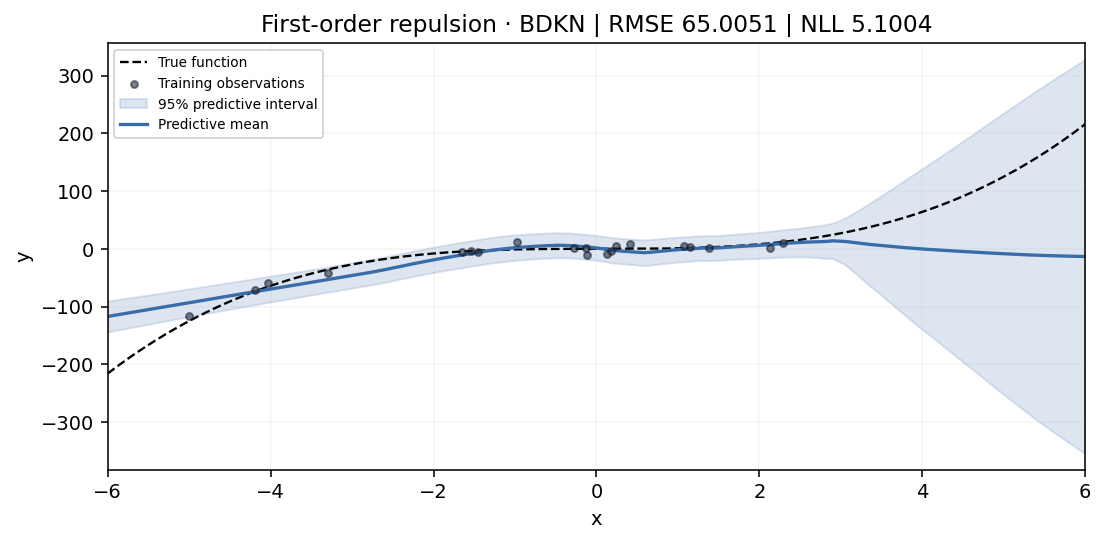 First-order repulsion · BDKN | RMSE 65.0051 | NLL 5.1004
True function
Training observations
95% predictive interval
Predictive mean
y
300
200
100
0
−100
−200
−300
−6
−4
−2
0
2
4
6
x